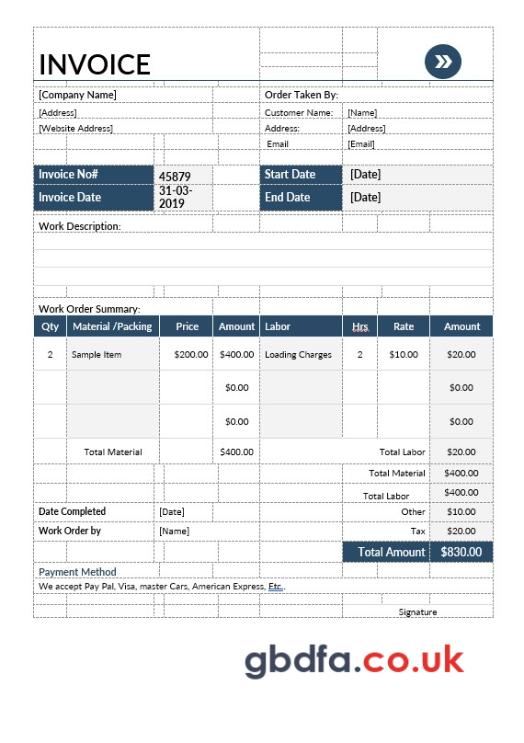 INVOICE
[Company Name] Order Taken By:
[Address] Customer Name: [Name]
[Website Address] Address: [Address]
Email [Email]
Invoice No# 45879 Start Date [Date]
Invoice Date 31-03-2019 End Date [Date]
Work Description:
Work Order Summary:
Qty Material /Packing Price Amount Labor Hrs Rate Amount
2 Sample Item $200.00 $400.00 Loading Charges 2 $10.00 $20.00
$0.00 $0.00
$0.00 $0.00
Total Material $400.00 Total Labor $20.00
Total Material $400.00
Total Labor $400.00
Date Completed [Date] Other $10.00
Work Order by [Name] Tax $20.00
Total Amount $830.00
Payment Method
We accept Pay Pal, Visa, master Cars, American Express, Etc..
Signature
gbdfa.co.uk